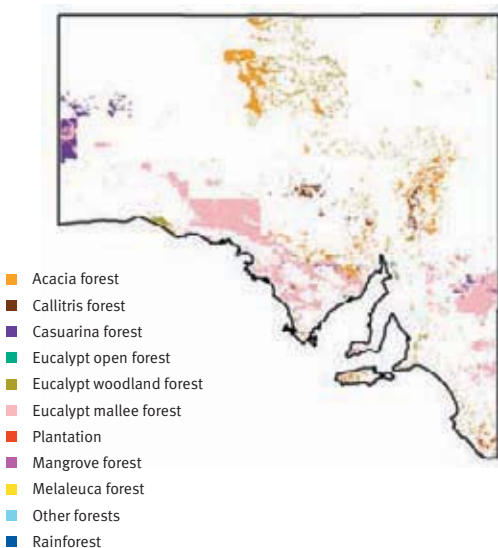 Acacia forest
Callitris forest
Casuarina forest
Eucalypt open forest
Eucalypt woodland forest
Eucalypt mallee forest
Plantation
Mangrove forest
Melaleuca forest
Other forests
Rainforest